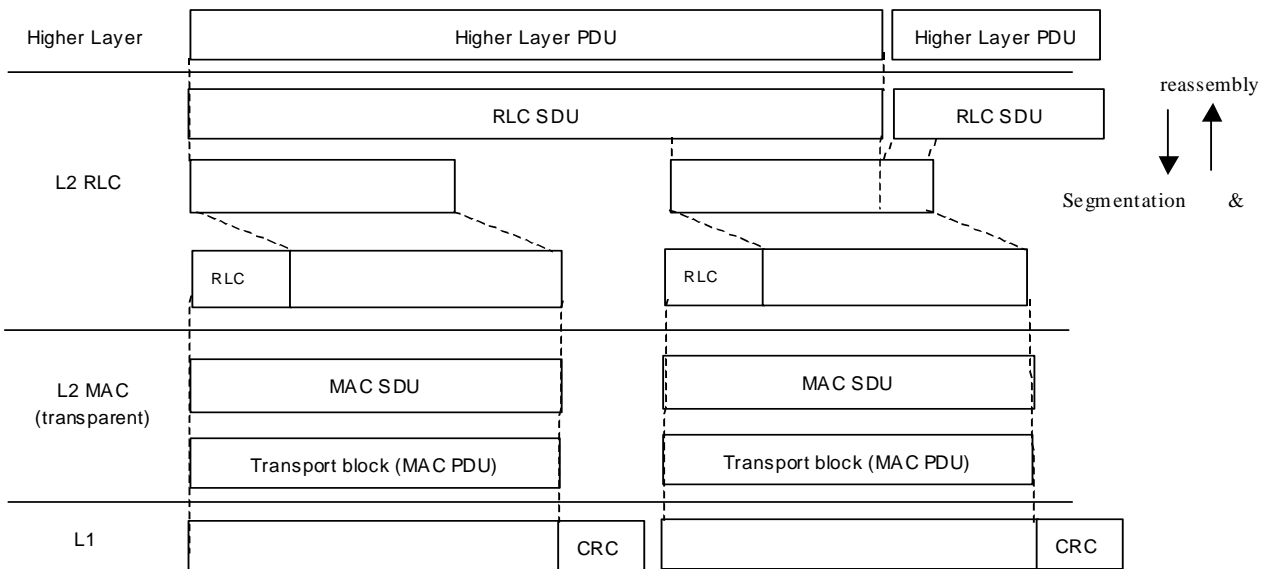 Higher Layer
Higher Layer PDU
Higher Layer PDU
reassembly
RLC SDU
RLC SDU
L2 RLC
Segmentation &
RLC
RLC
L2 MAC
(transparent)
MAC SDU
MAC SDU
Transport block (MAC PDU)
Transport block (MAC PDU)
L1
CRC
CRC